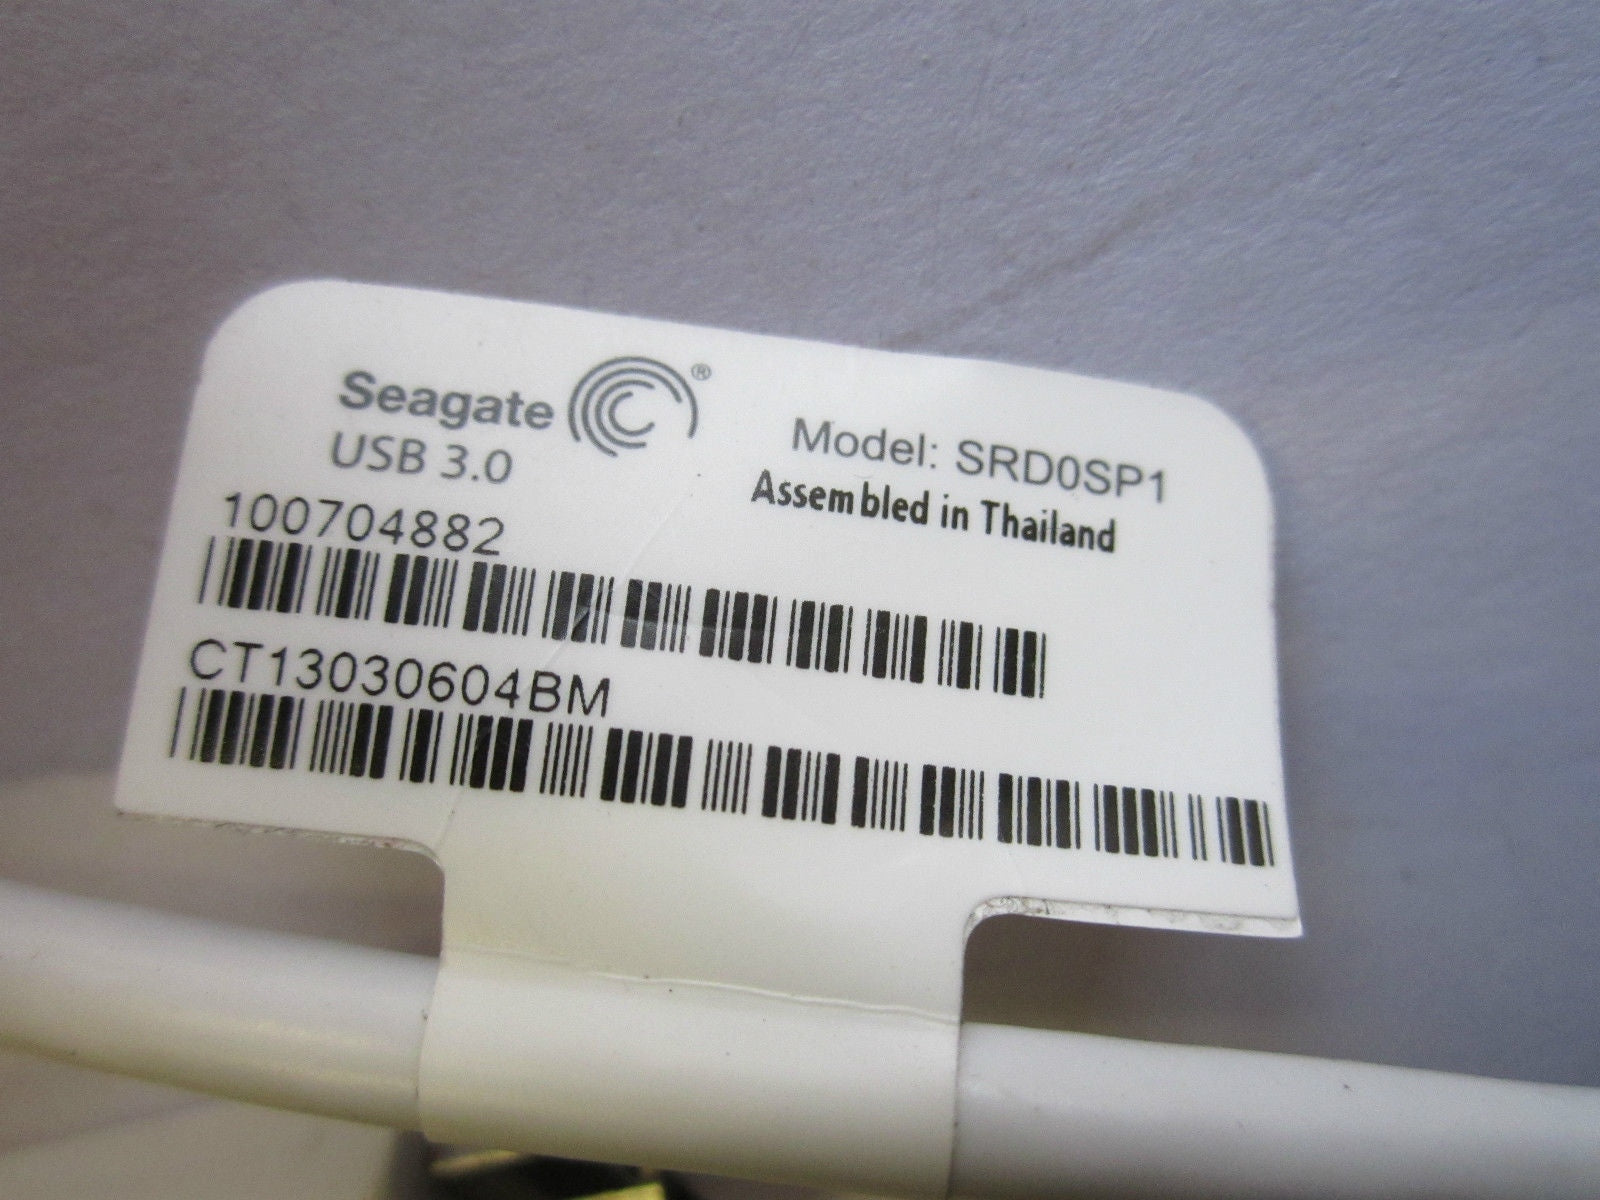 Seagate®
USB 3.0
Model: SRD0SP1
Assembled in Thailand
100704882
CT13030604BM